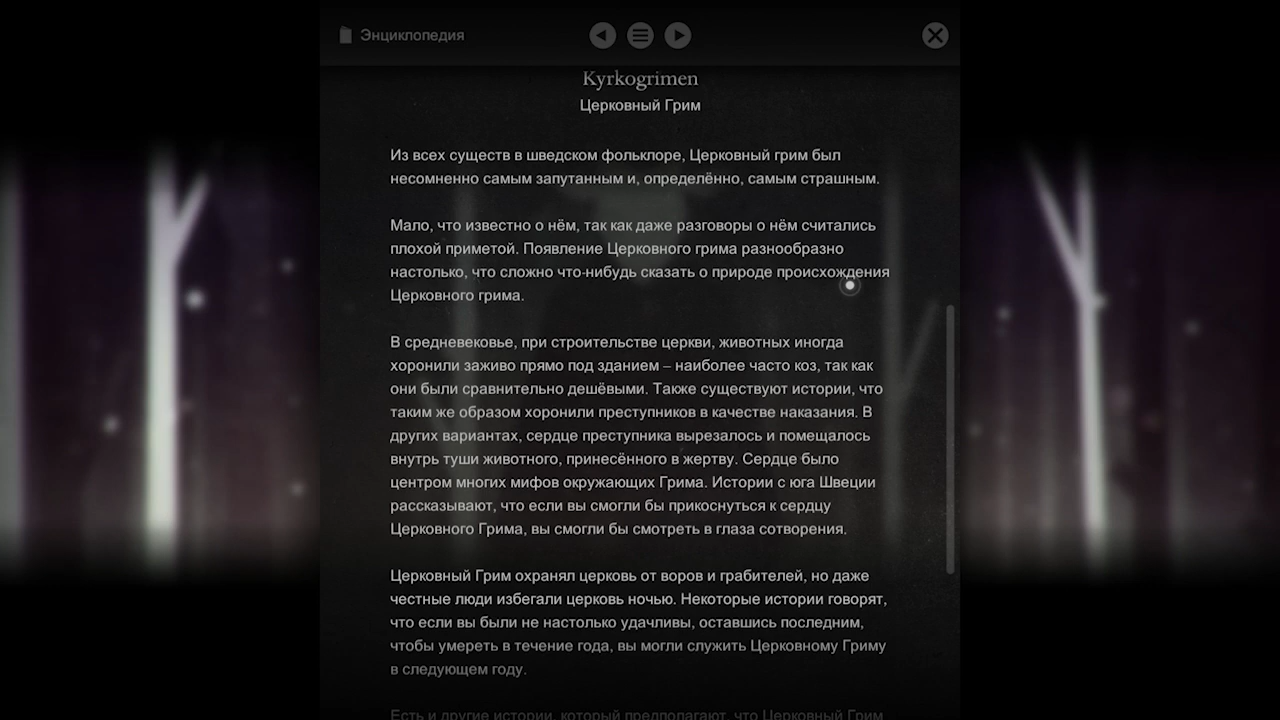 Энциклопедия
Kyrkogrimen
Церковный Грим
Из всех существ в шведском фольклоре, Церковный грим был
несомненно самым запутанным и, определённо, самым страшным.
Мало, что известно о нём, так как даже разговоры о нём считались
плохой приметой. Появление Церковного грима разнообразно
настолько, что сложно что-нибудь сказать о природе происхождения
Церковного грима.
В средневековье, при строительстве церкви, животных иногда
хоронили заживо прямо под зданием – наиболее часто коз, так как
они были сравнительно дешёвыми. Также существуют истории, что
таким же образом хоронили преступников в качестве наказания. В
других вариантах, сердце преступника вырезалось и помещалось
внутрь туши животного, принесённого в жертву. Сердце было
центром многих мифов окружающих Грима. Истории с юга Швеции
рассказывают, что если вы смогли бы прикоснуться к сердцу
Церковного Грима, вы смогли бы смотреть в глаза сотворения.
Церковный Грим охранял церковь от воров и грабителей, но даже
честные люди избегали церковь ночью. Некоторые истории говорят,
что если вы были не настолько удачливы, оставшись последним,
чтобы умереть в течение года, вы могли служить Церковному Гриму
в следующем году.
Есть и другие истории, который предполагают, что Церковный Грим